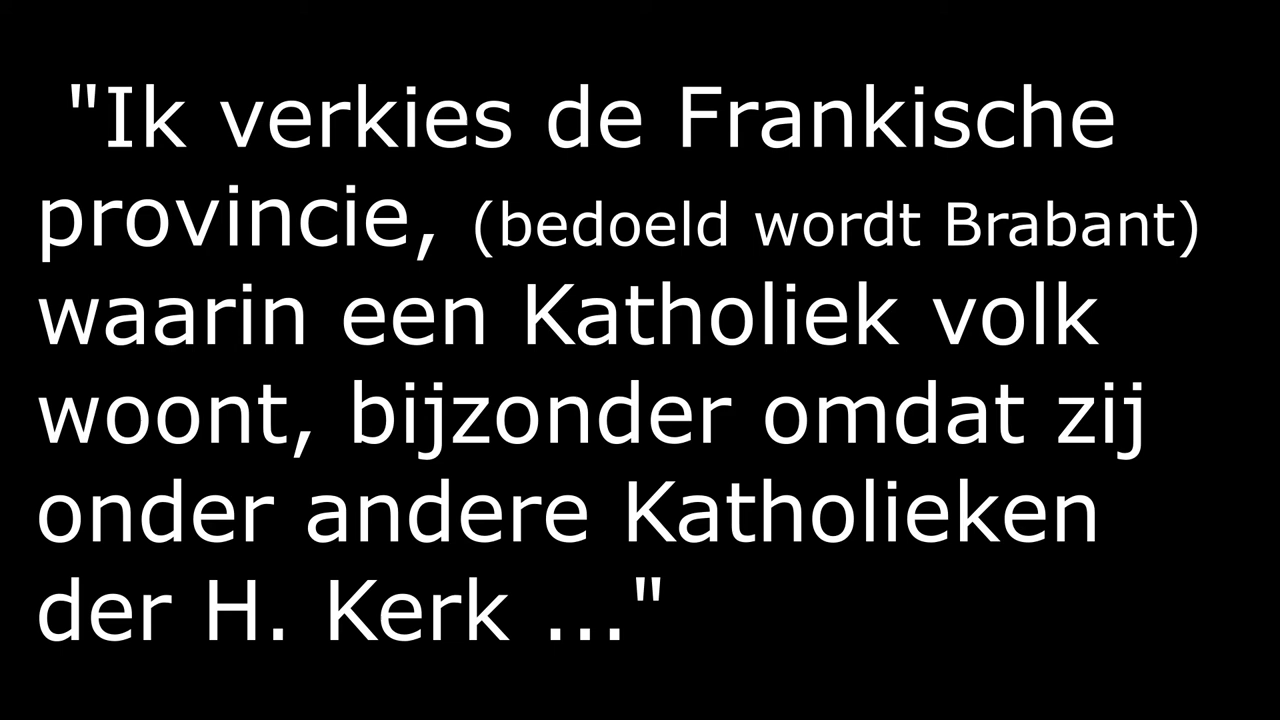 "Ik verkies de Frankische
provincie, (bedoeld wordt Brabant)
waarin een Katholiek volk
woont, bijzonder omdat zij
onder andere Katholieken
der H. Kerk ..."